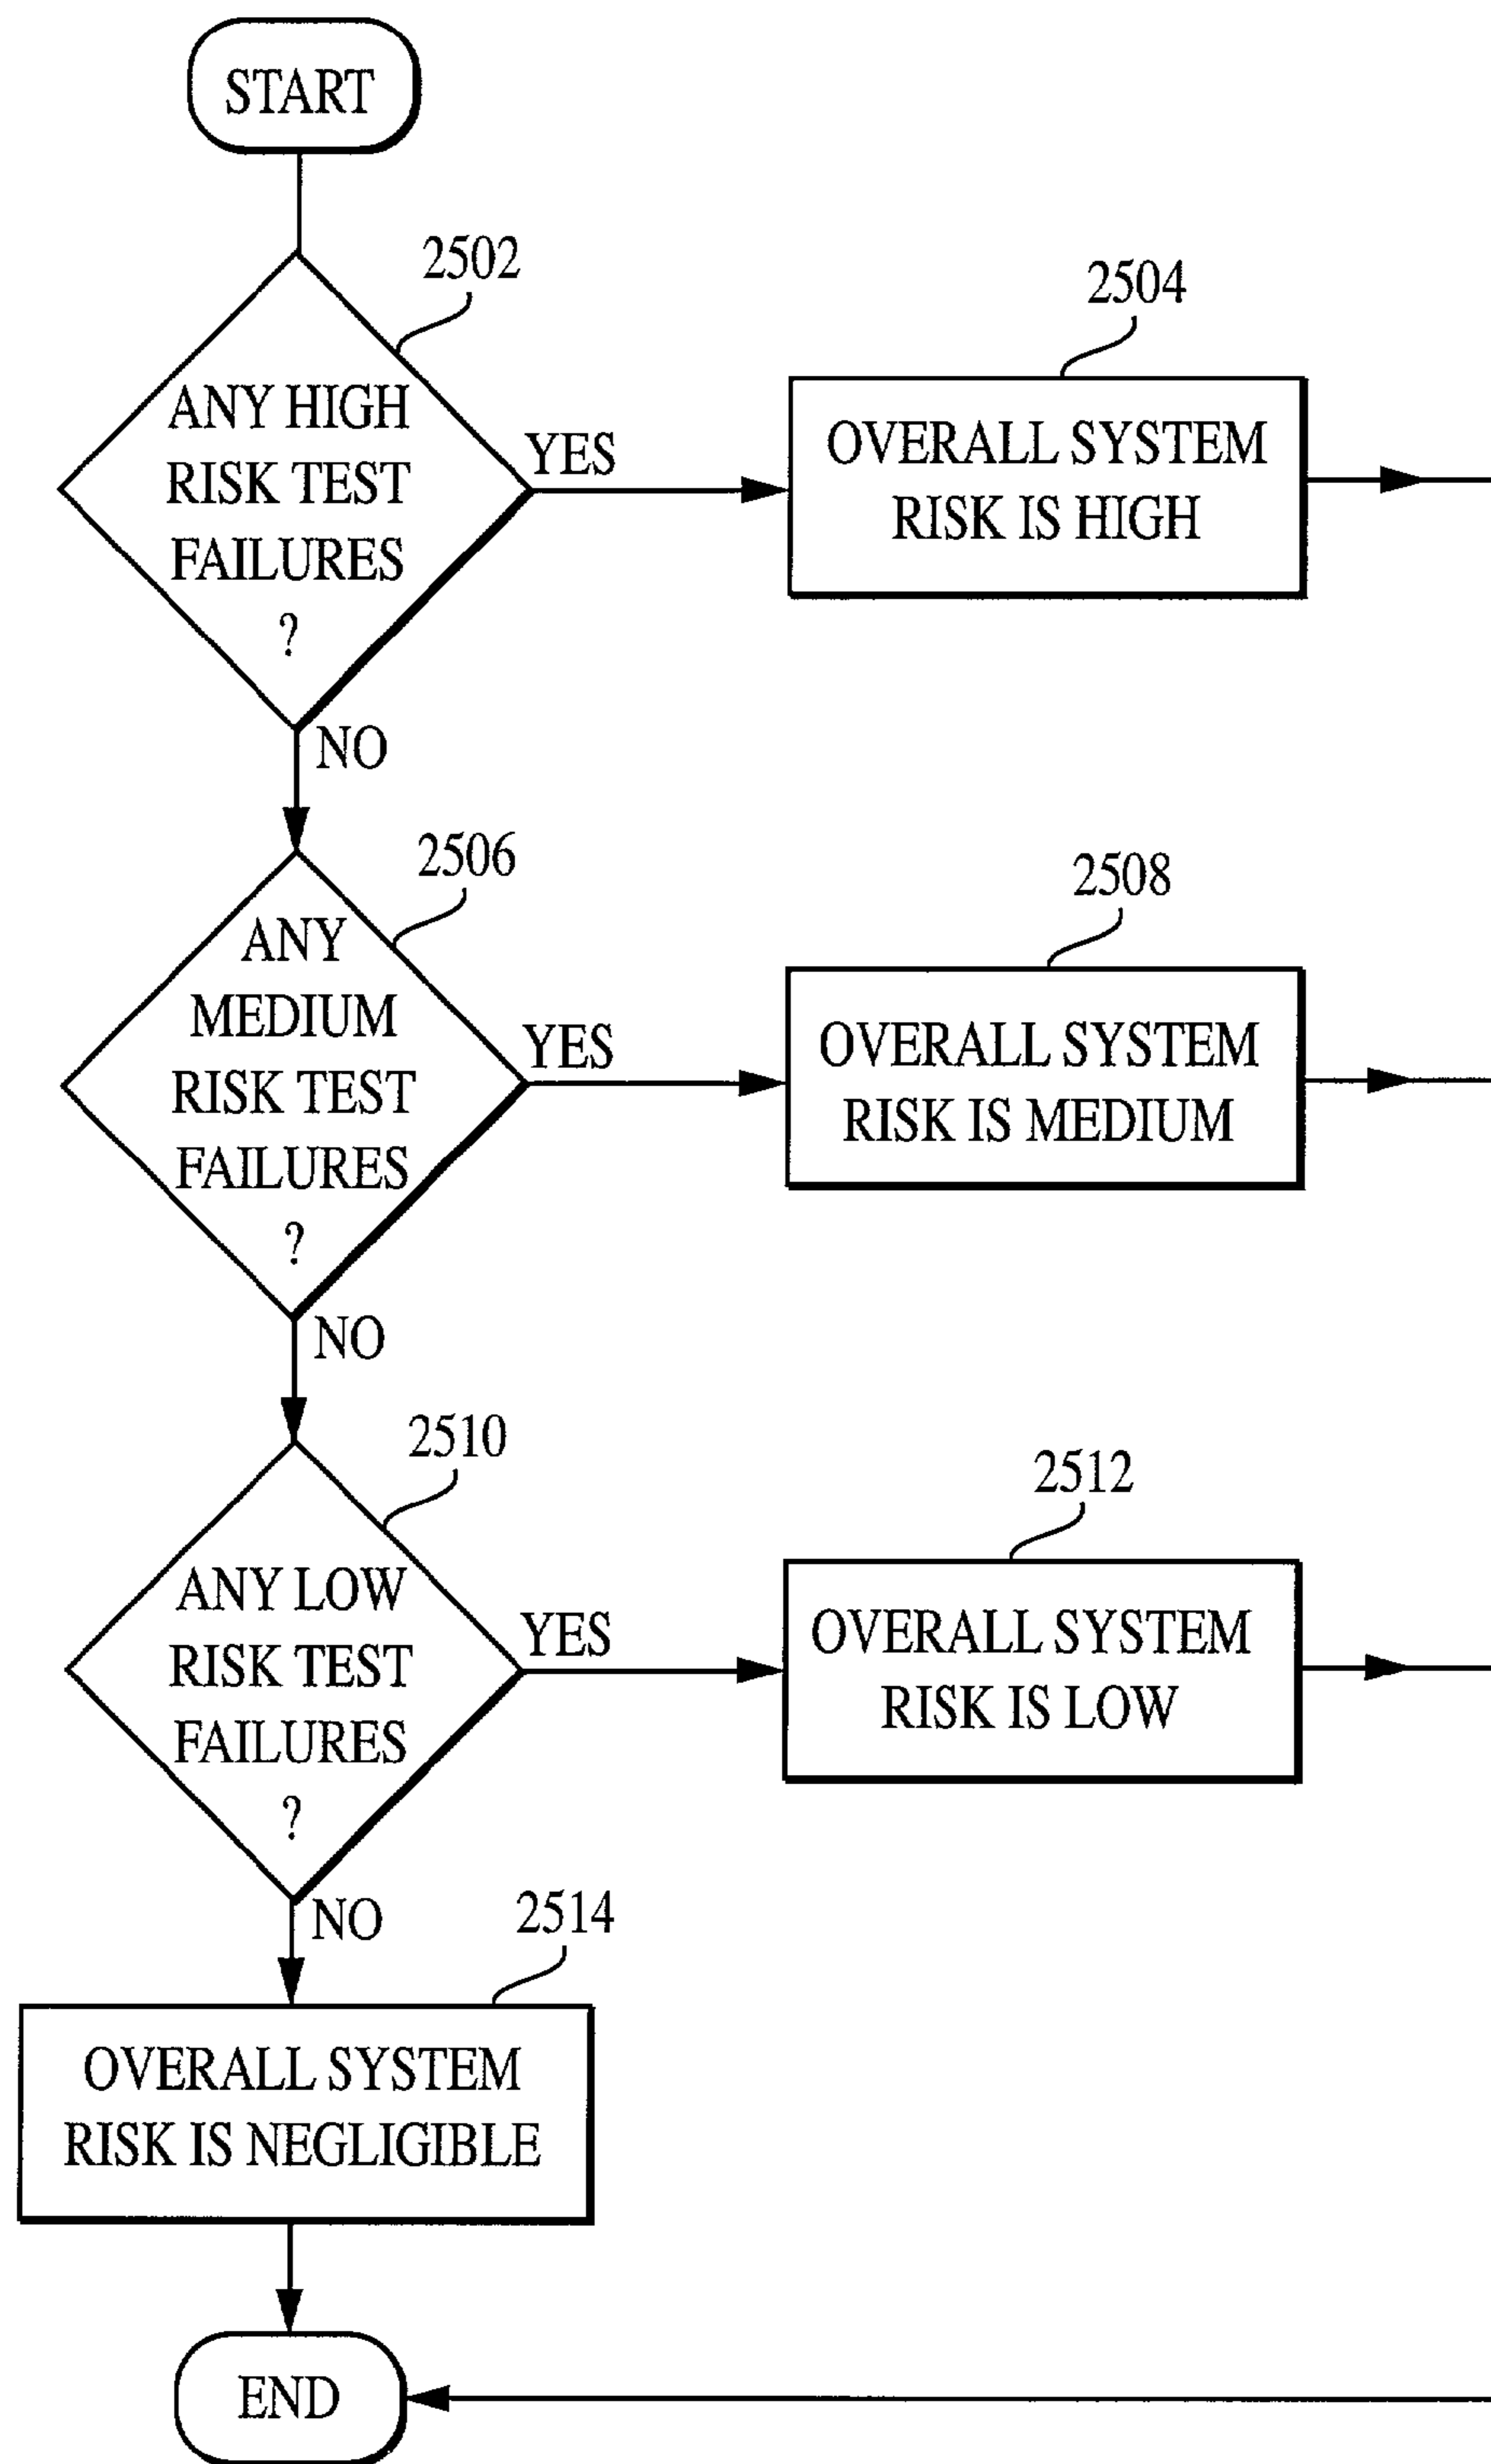 START
2502
ANY HIGH
RISK TEST
FAILURES
?
YES
2504
OVERALL SYSTEM
RISK IS HIGH
NO
2506
ANY
MEDIUM
RISK TEST
FAILURES
?
YES
2508
OVERALL SYSTEM
RISK IS MEDIUM
NO
2510
ANY LOW
RISK TEST
FAILURES
?
YES
2512
OVERALL SYSTEM
RISK IS LOW
NO
2514
OVERALL SYSTEM
RISK IS NEGLIGIBLE
END